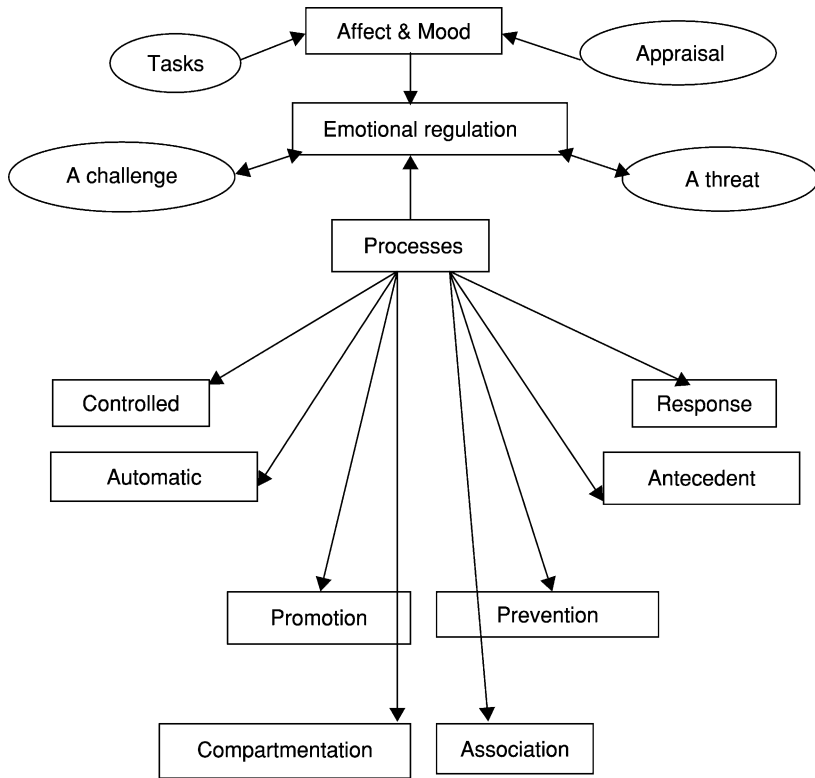 Affect & Mood
Tasks
Appraisal
Emotional regulation
A challenge
A threat
Processes
Controlled
Response
Automatic
Antecedent
Promotion
Prevention
Compartmentation
Association